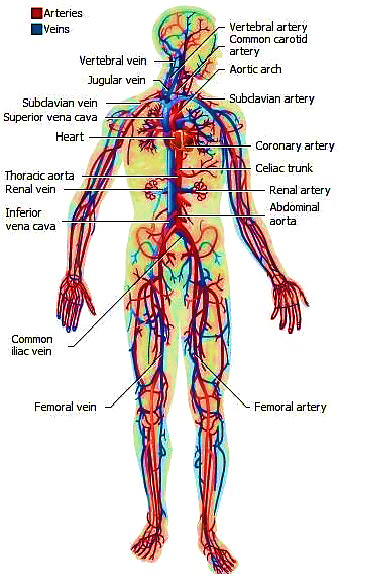 Arteries
Veins
Vertebral artery
Common carotid
artery
Vertebral vein
Aortic arch
Jugular vein
Subclavian vein
Subclavian artery
Superior vena cava
Heart
Coronary artery
Celiac trunk
Thoracic aorta
Renal vein
Renal artery
Abdominal
aorta
Inferior
vena cava
Common
iliac vein
Femoral vein
Femoral artery